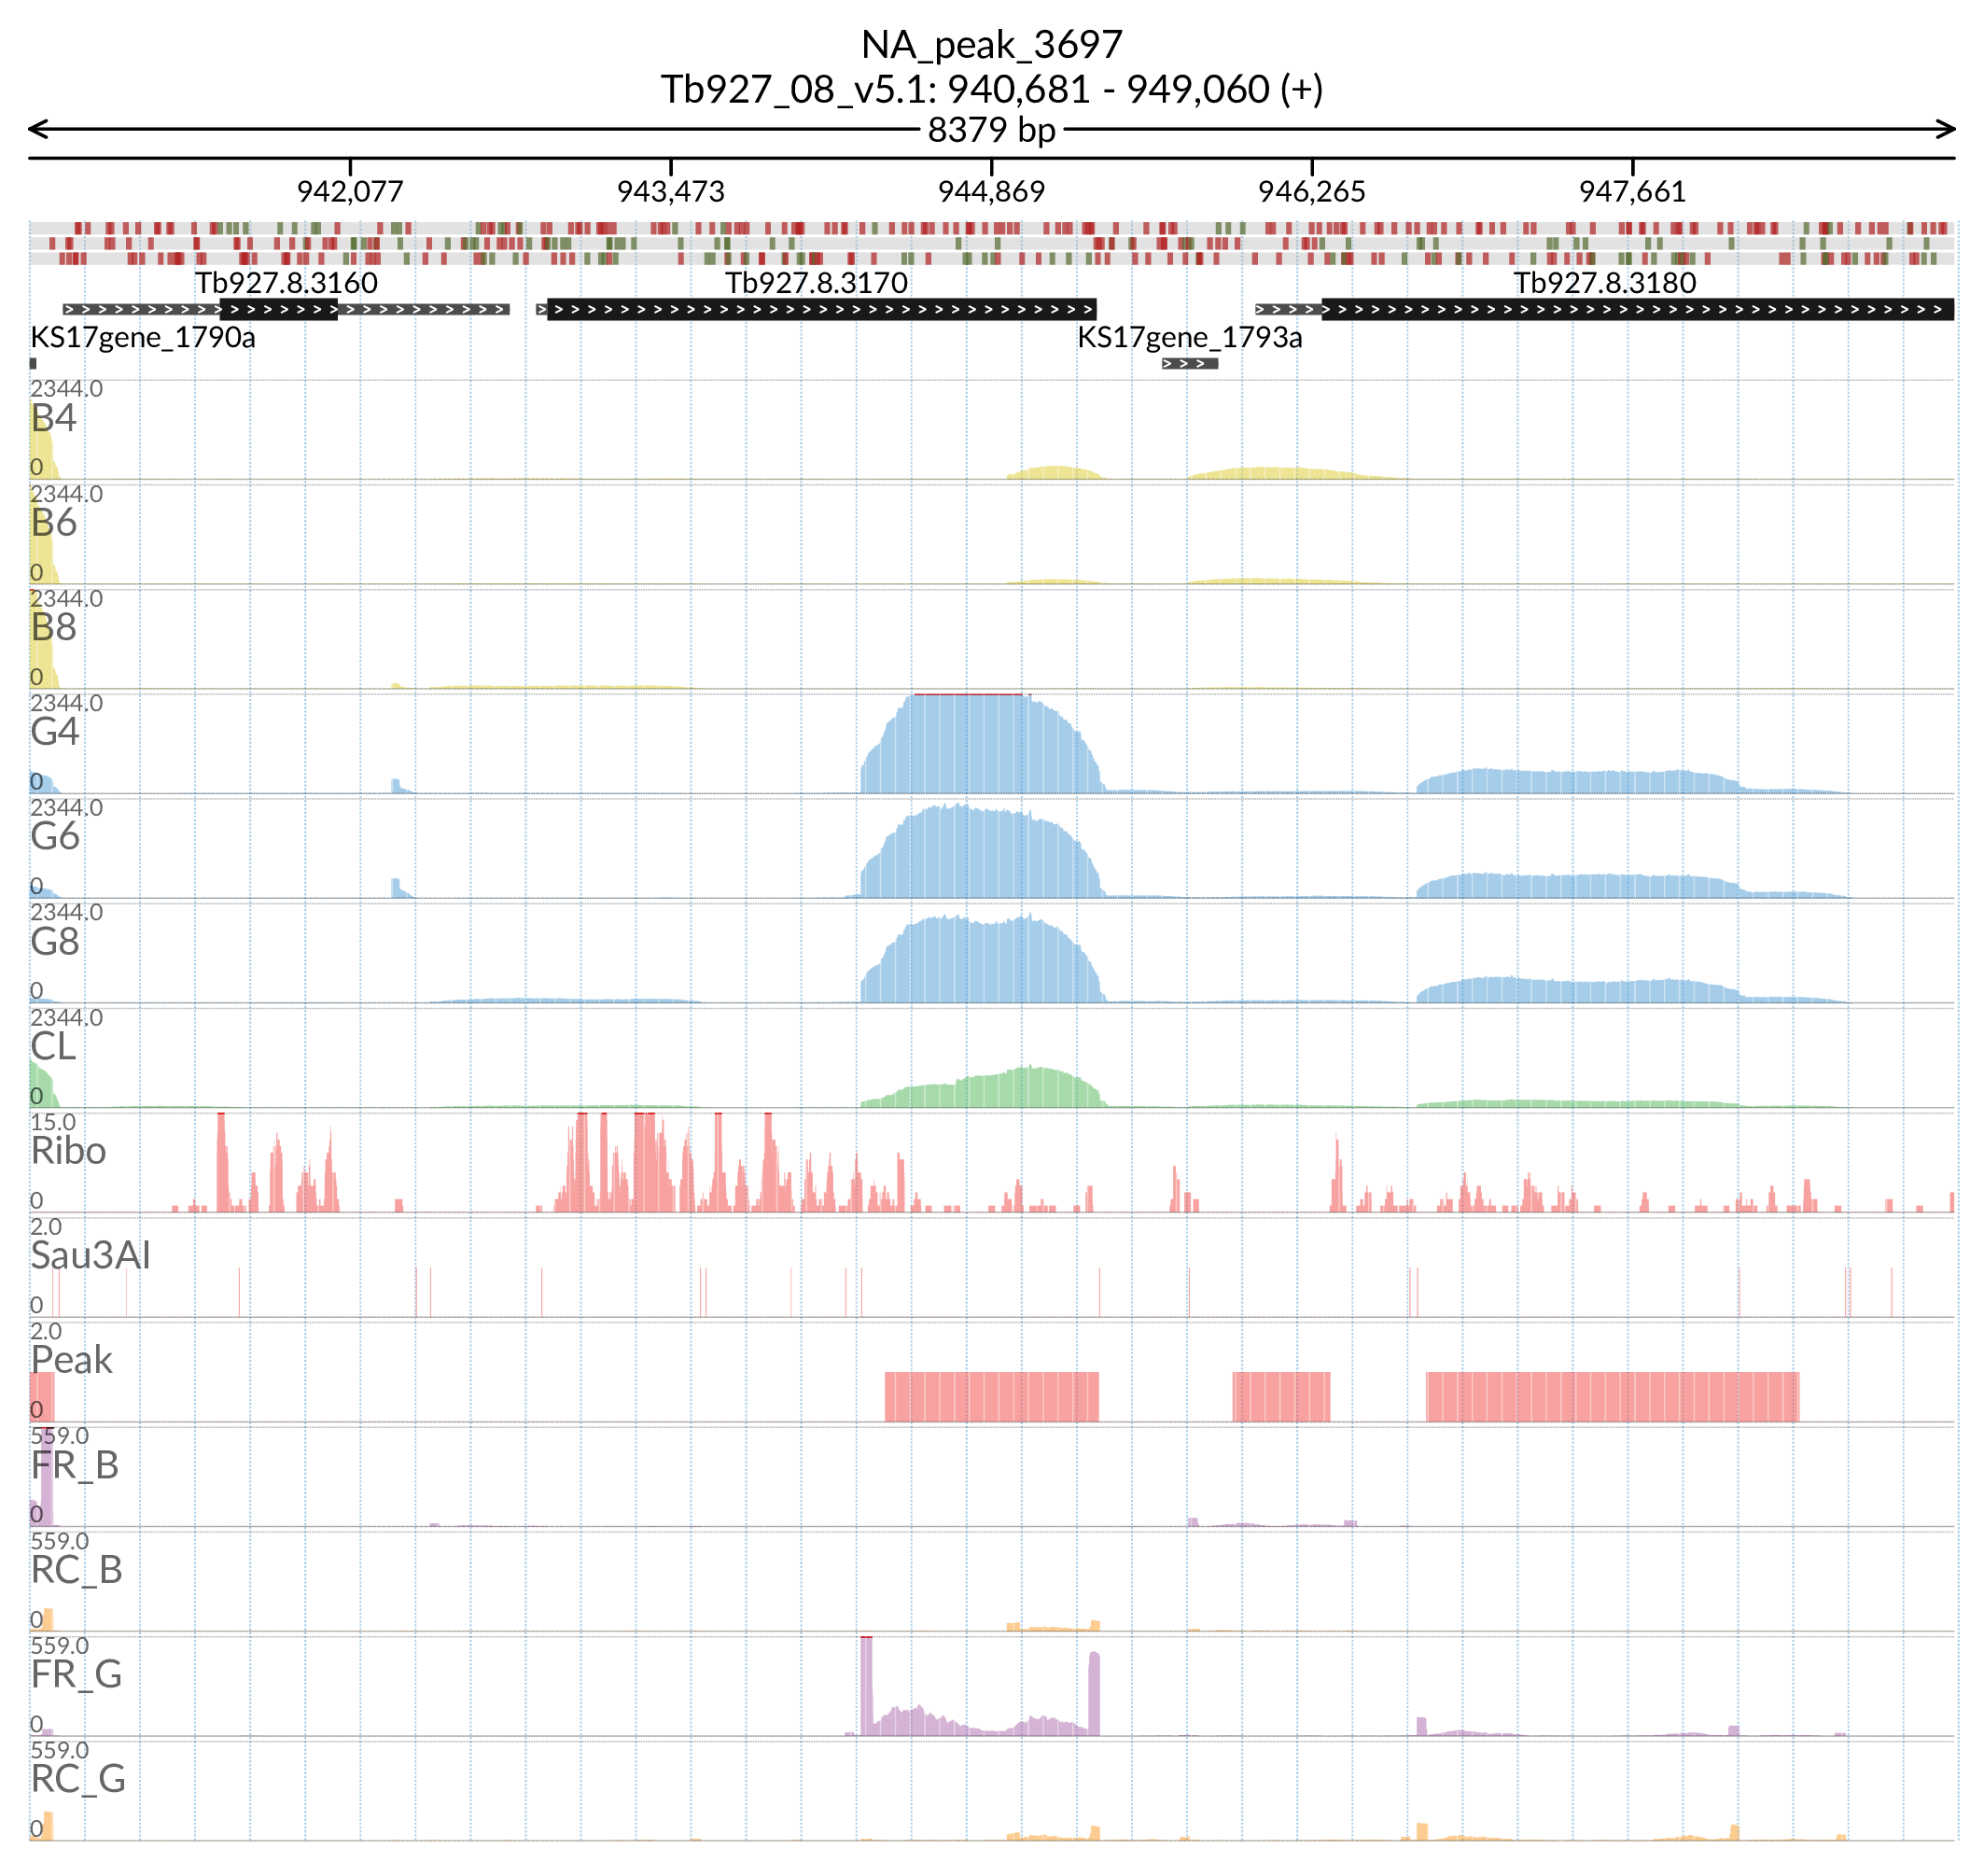 NA_peak_3697
Tb927_08_v5.1: 940,681 - 949,060 (+)
8379 bp
942,077 943,473 944,869 946,265 947,661
Tb927.8.3160 Tb927.8.3170 Tb927.8.3180
KS17gene_1790a KS17gene_1793a
2344.0
B4
0
2344.0
B6
0
2344.0
B8
0
2344.0
G4
0
2344.0
G6
0
2344.0
G8
0
2344.0
CL
0
15.0
Ribo
0
2.0
Sau3AI
0
2.0
Peak
0
559.0
FR_B
0
559.0
RC_B
0
559.0
FR_G
0
559.0
RC_G
0